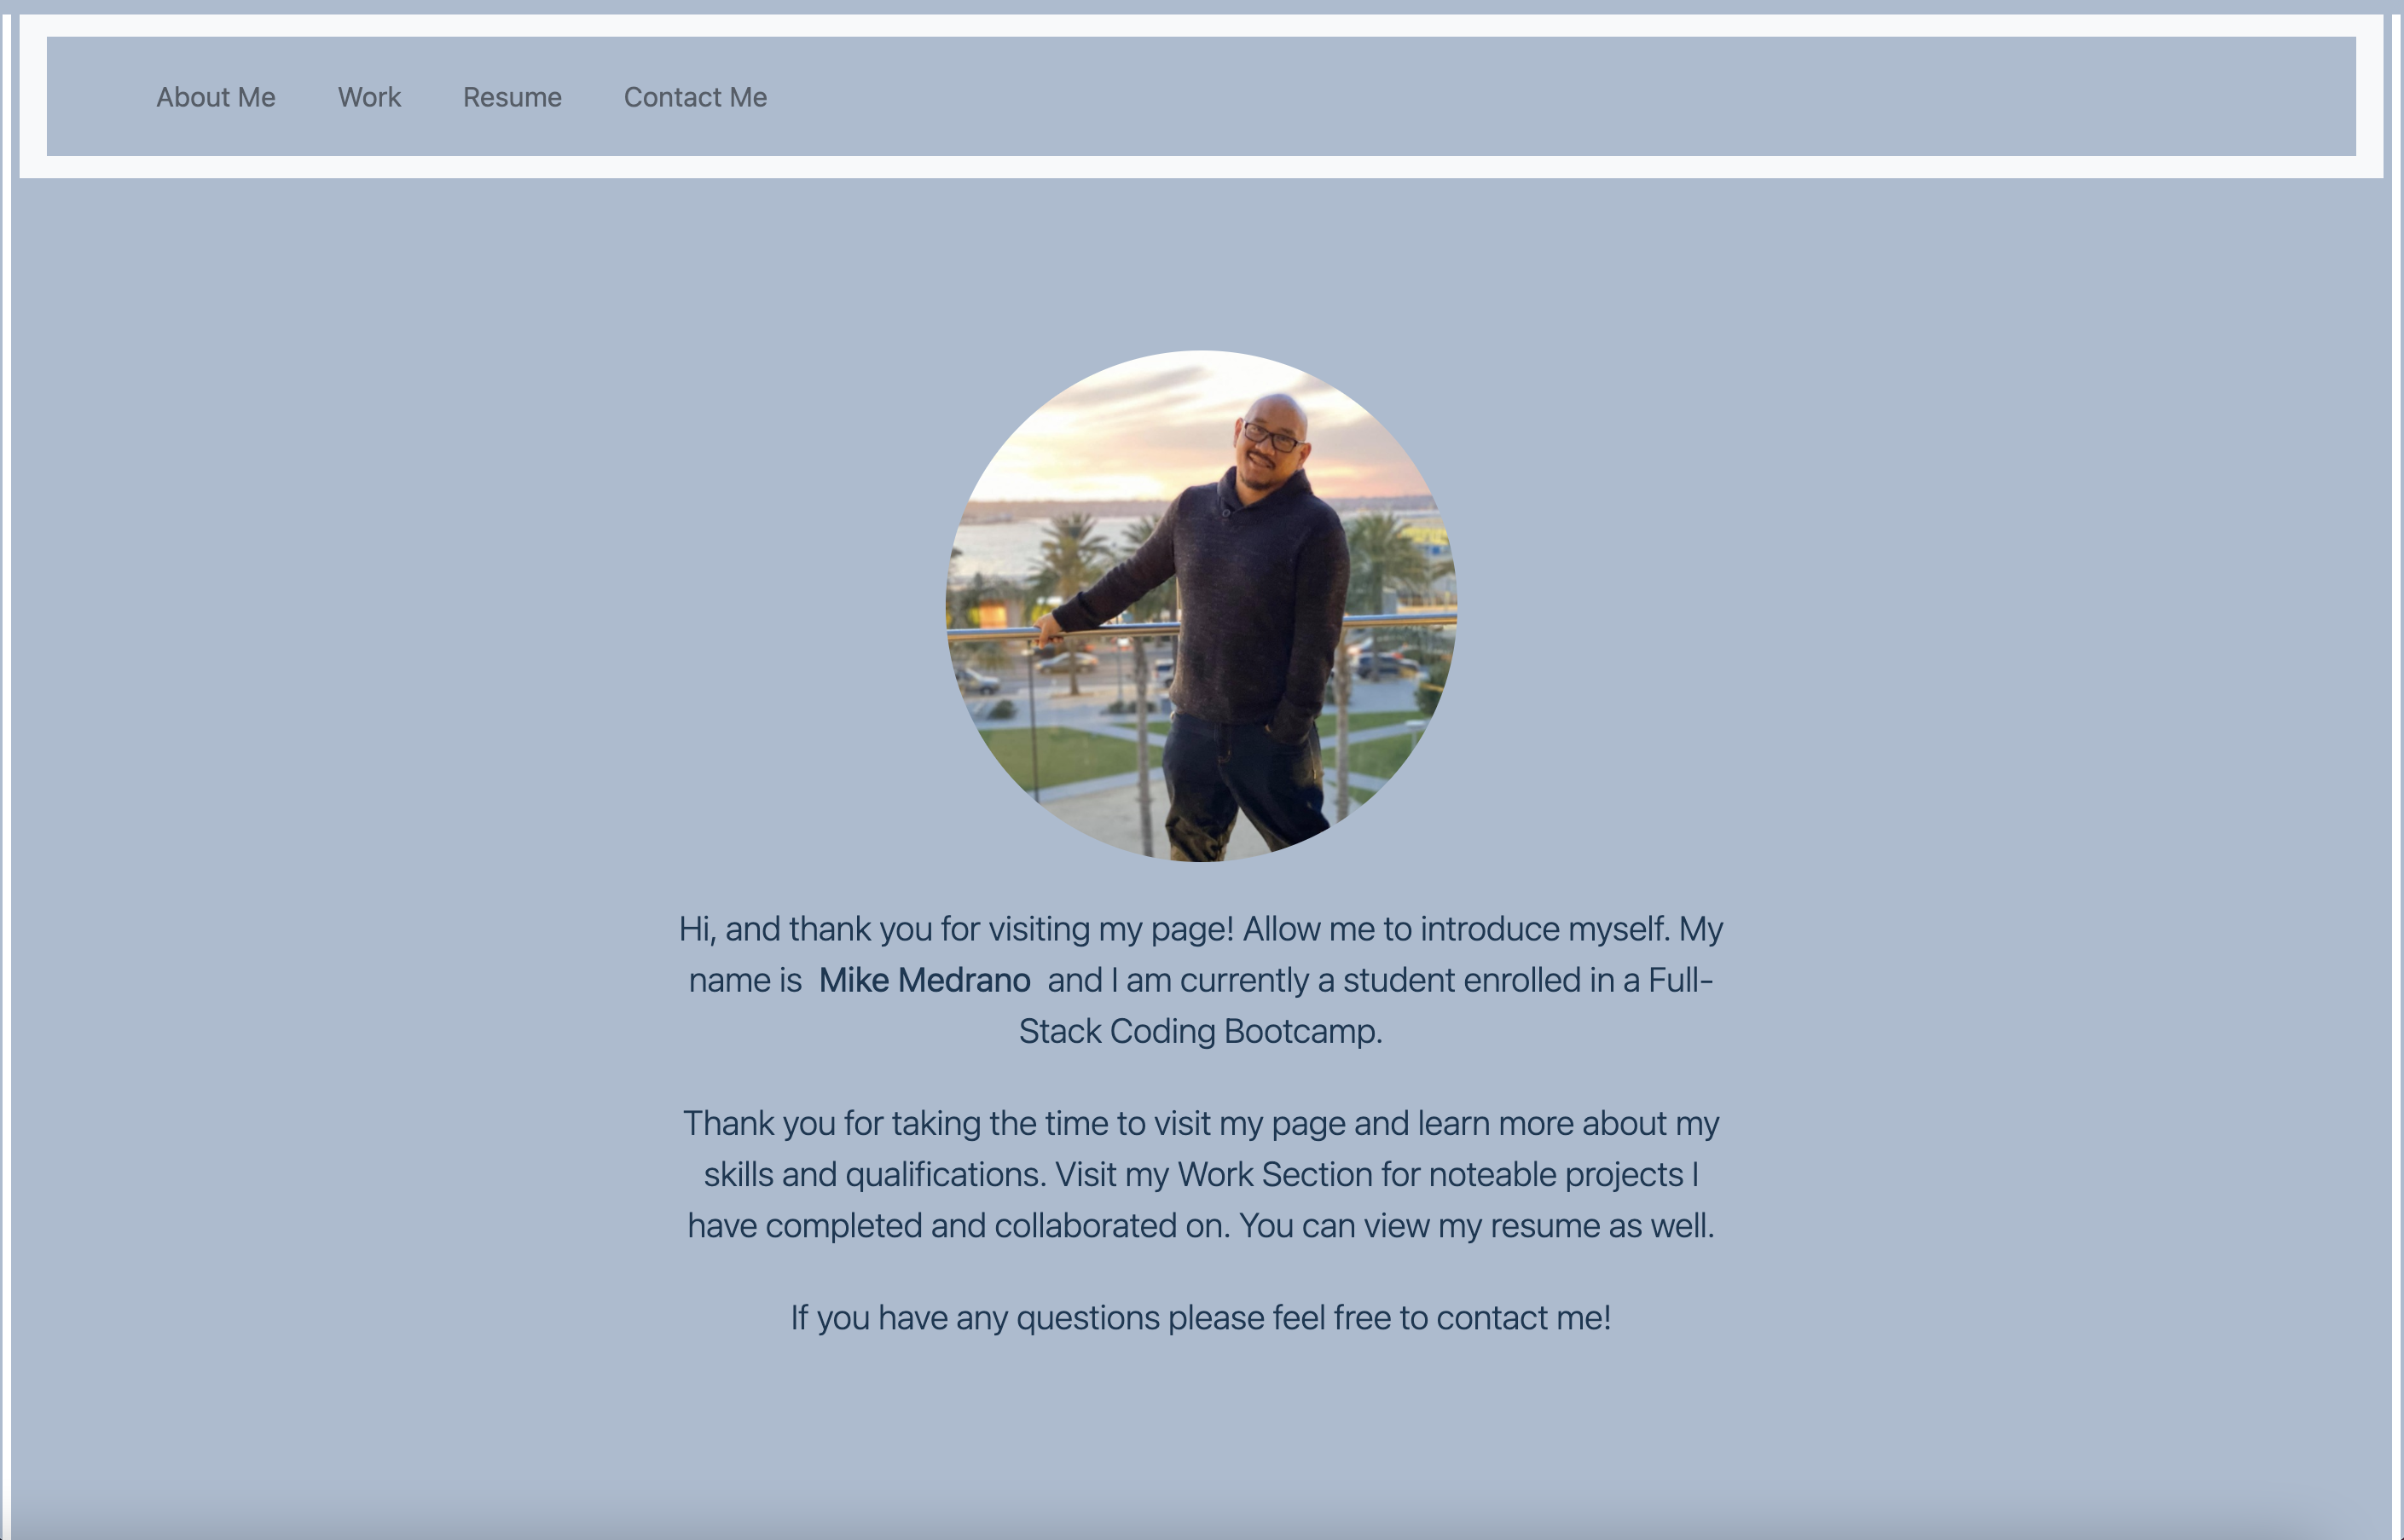 About Me Work Resume Contact Me
Hi, and thank you for visiting my page! Allow me to introduce myself. My
name is Mike Medrano and I am currently a student enrolled in a Full-
Stack Coding Bootcamp.
Thank you for taking the time to visit my page and learn more about my
skills and qualifications. Visit my Work Section for noteable projects I
have completed and collaborated on. You can view my resume as well.
If you have any questions please feel free to contact me!